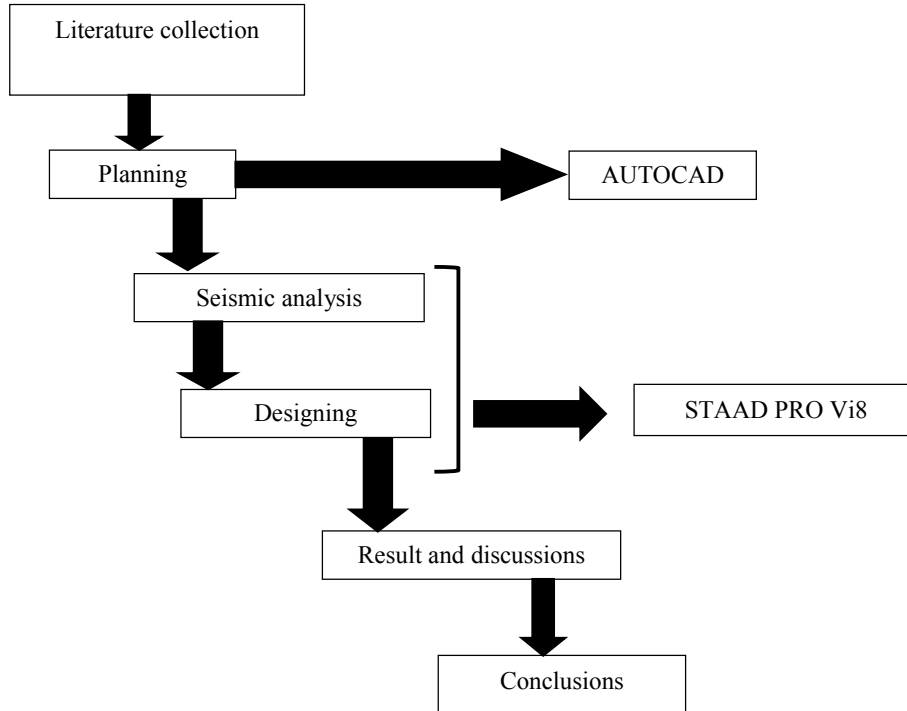 Literature collection
Planning
AUTOCAD
Seismic analysis
Designing
STAAD PRO Vi8
Result and discussions
Conclusions